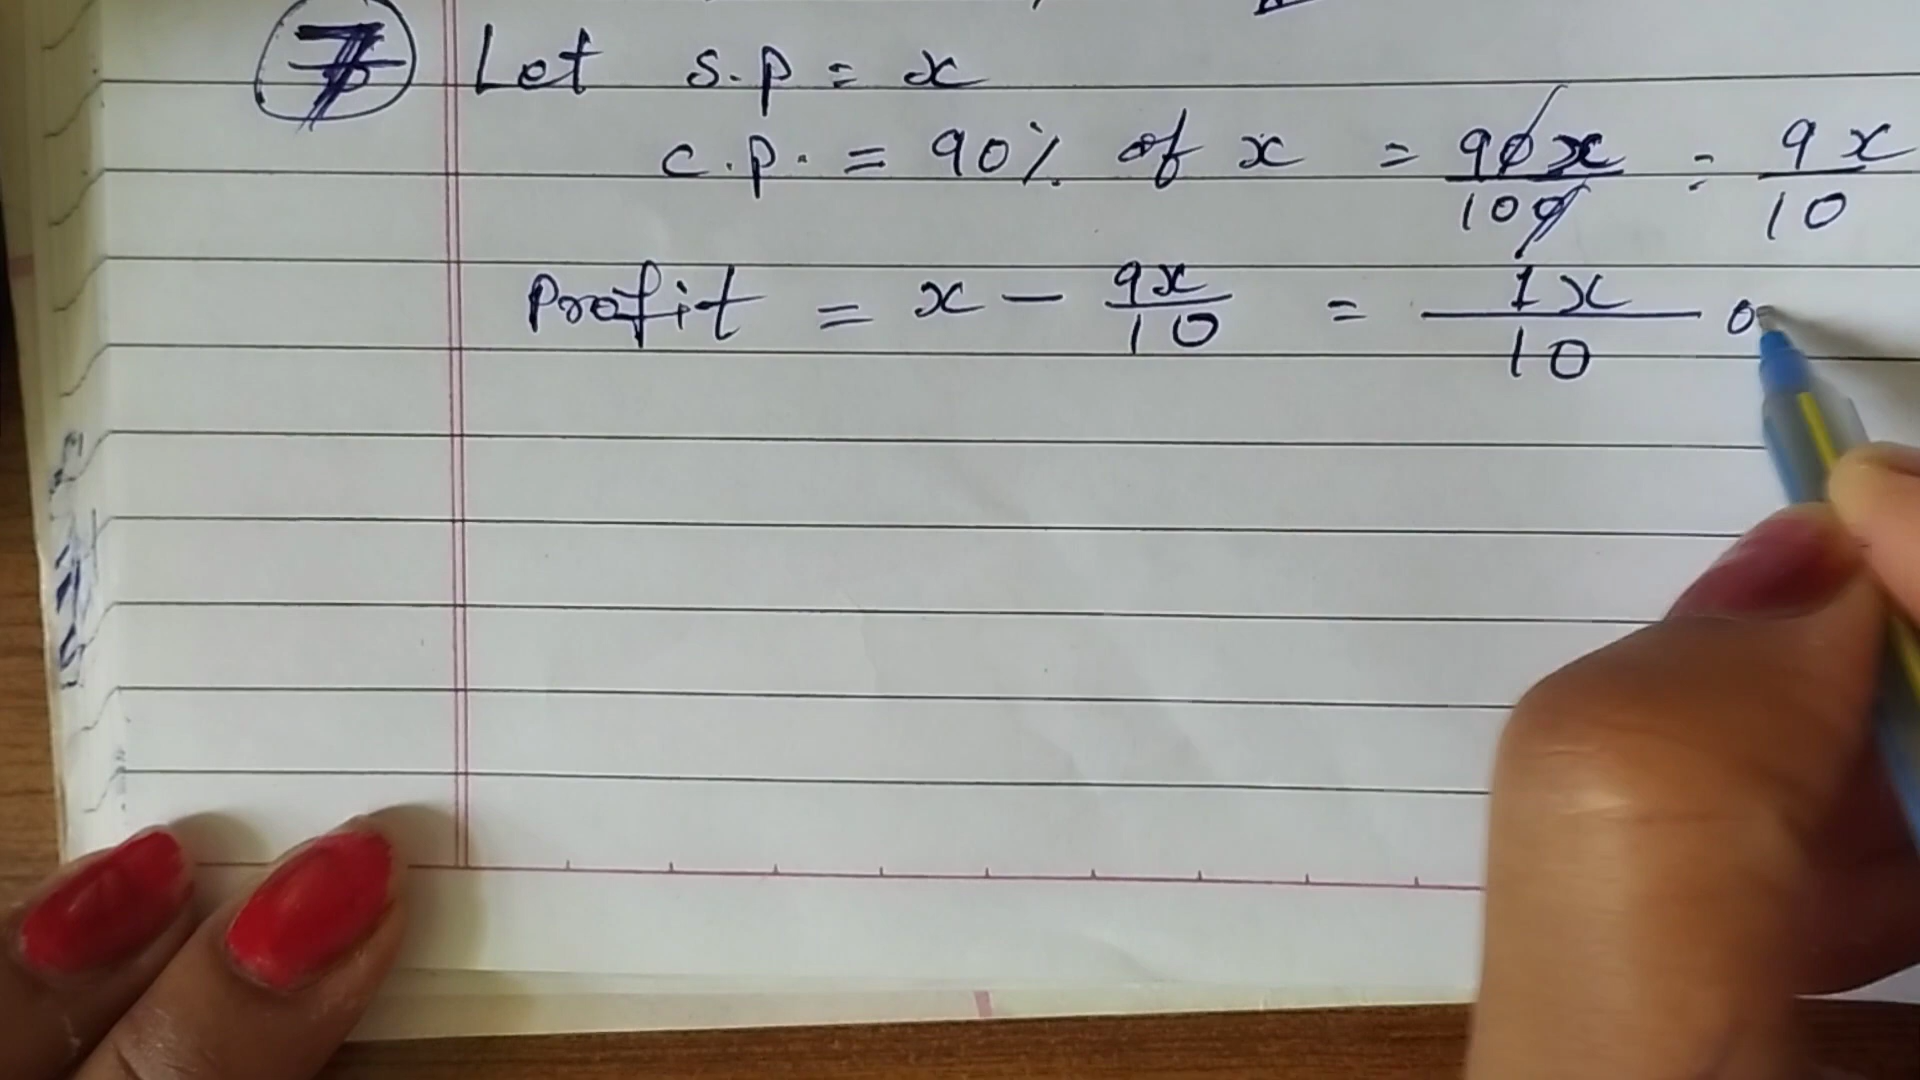 7 Let s.p = x
c.p. = 90% of x = 90x/100 = 9x/10
Profit = x - 9x/10 = 1x/10